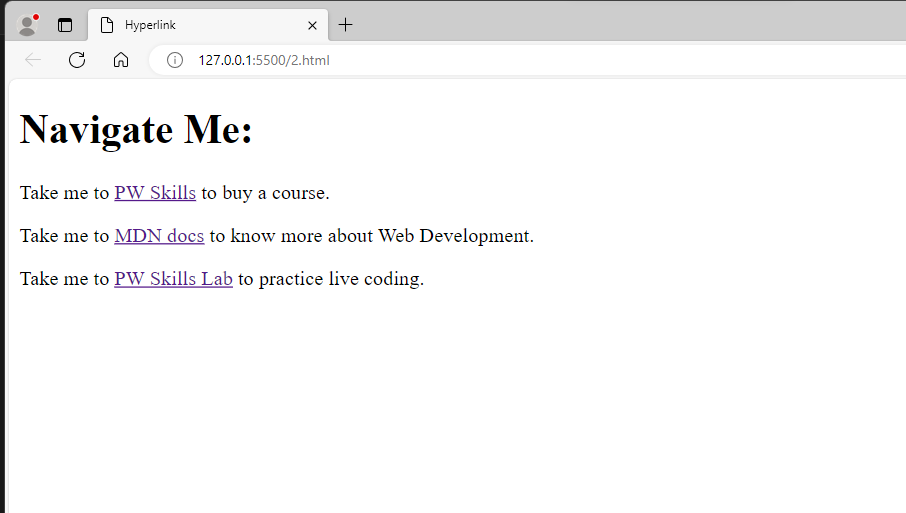 Hyperlink
127.0.0.1:5500/2.html
Navigate Me:
Take me to PW Skills to buy a course.
Take me to MDN docs to know more about Web Development.
Take me to PW Skills Lab to practice live coding.